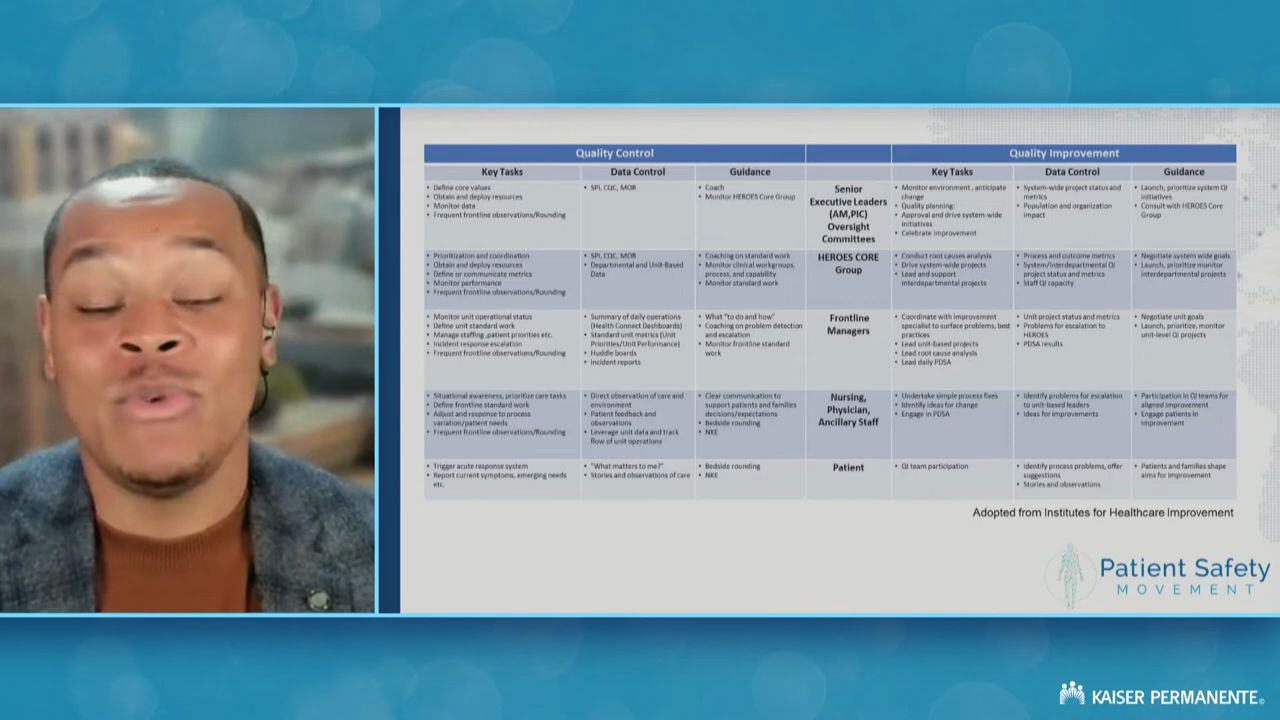 Quality Control
Quality Improvement
Key Tasks
Data Control
Guidance
Key Tasks
Data Control
Guidance
• Define core values
• Obtain and deploy resources
• Monitor data
• Frequent frontline observations/Rounding
• SPI, CQC, MOR
• Coach
• Monitor HEROES Core Group
Senior
Executive Leaders
(AM,PIC)
Oversight
Committees
• Monitor environment , anticipate
change
• Quality planning:
• Approval and drive system-wide
initiatives
• Celebrate improvement
• System-wide project status and
metrics
• Population and organization
impact
• Launch, prioritize system QI
initiatives
• Consult with HEROES Core
Group
• Prioritization and coordination
• Obtain and deploy resources
• Define or communicate metrics
• Monitor performance
• Frequent frontline observations/Rounding
• SPI, CQC, MOR
• Departmental and Unit-Based
Data
• Coaching on standard work
• Monitor clinical workgroups,
process, and capability
• Monitor standard work
HEROES CORE
Group
• Conduct root causes analysis
• Drive system-wide projects
• Lead and support
interdepartmental projects
• Process and outcome metrics
• System/interdepartmental QI
project status and metrics
• Staff QI capacity
• Negotiate system wide goals
• Launch, prioritize monitor
interdepartmental projects
• Monitor unit operational status
• Define unit standard work
• Manage staffing ,patient priorities etc.
• Incident response escalation
• Frequent frontline observations/Rounding
• Summary of daily operations
(Health Connect Dashboards)
• Standard unit metrics (Unit
Priorities/Unit Performance)
• Huddle boards
• Incident reports
• What "to do and how"
• Coaching on problem detection
and escalation
• Monitor frontline standard
work
Frontline
Managers
• Coordinate with improvement
specialist to surface problems, best
practices
• Lead unit-based projects
• Lead root cause analysis
• Lead daily PDSA
• Unit project status and metrics
• Problems for escalation to
HEROES
• PDSA results
• Negotiate unit goals
• Launch, prioritize, monitor
unit-level QI projects
• Situational awareness, prioritize care tasks
• Define frontline standard work
• Adjust and response to process
variation/patient needs
• Frequent frontline observations/Rounding
• Direct observation of care and
environment
• Patient feedback and
observations
• Leverage unit data and track
flow of unit operations
• Clear communication to
support patients and families
decisions/expectations
• Bedside rounding
• NKE
Nursing,
Physician,
Ancillary Staff
• Undertake simple process fixes
• Identify ideas for change
• Engage in PDSA
• Identify problems for escalation
to unit-based leaders
• Ideas for improvements
• Participation in QI teams for
aligned improvement
• Engage patients in
improvement
• Trigger acute response system
• Report current symptoms, emerging needs
etc.
• "What matters to me?"
• Stories and observations of care
• Bedside rounding
• NKE
Patient
• QI team participation
• Identify process problems, offer
suggestions
• Stories and observations
• Patients and families shape
aims for improvement
Adopted from Institutes for Healthcare Improvement
Patient Safety
MOVEMENT
KAISER PERMANENTE